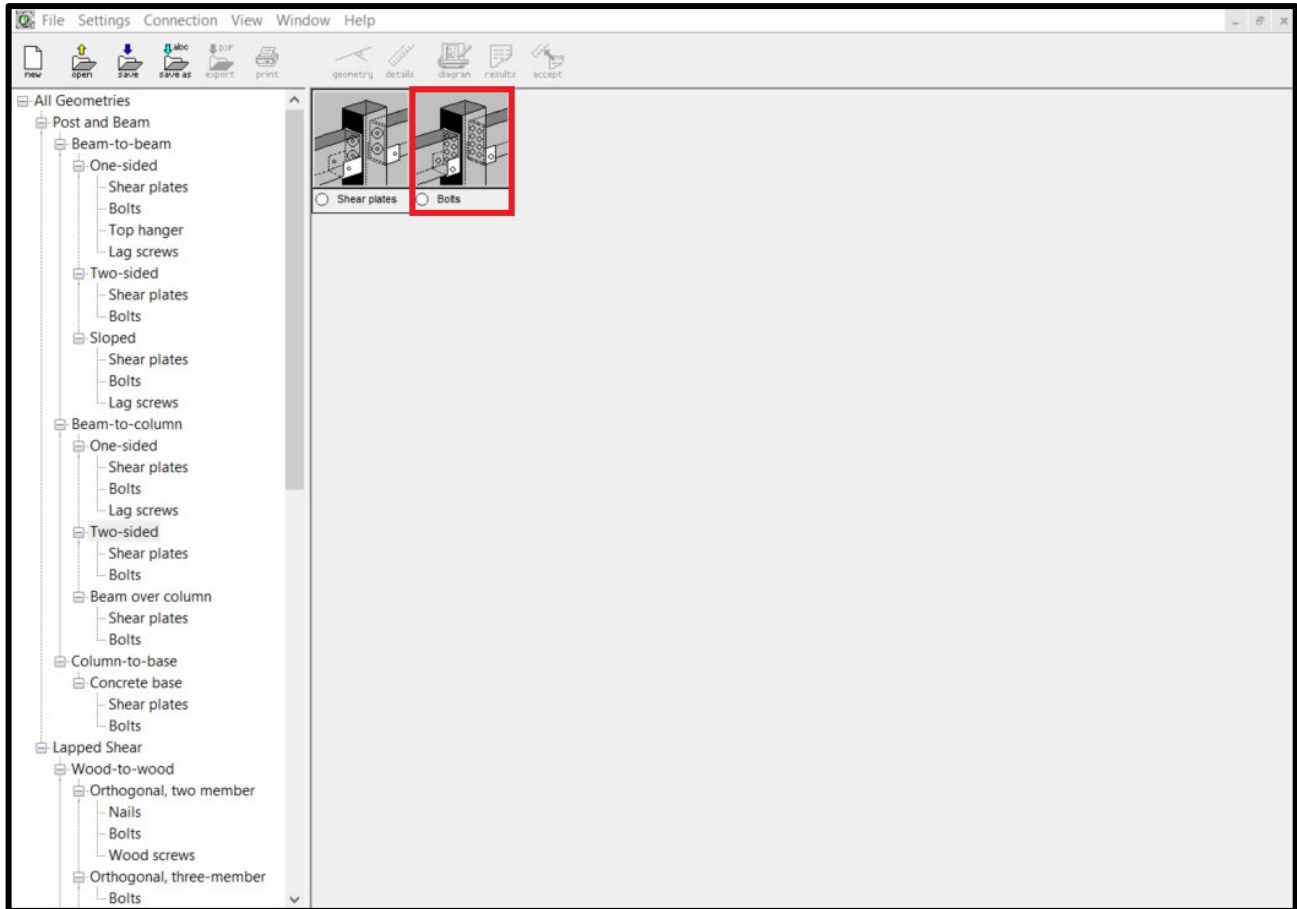 File Settings Connection View Window Help
new open save save as export print geometry details diagram results accept
abc DXF
All Geometries
Post and Beam
Beam-to-beam
One-sided
Shear plates
Bolts
Top hanger
Lag screws
Two-sided
Shear plates
Bolts
Sloped
Shear plates
Bolts
Lag screws
Beam-to-column
One-sided
Shear plates
Bolts
Lag screws
Two-sided
Shear plates
Bolts
Beam over column
Shear plates
Bolts
Column-to-base
Concrete base
Shear plates
Bolts
Lapped Shear
Wood-to-wood
Orthogonal, two member
Nails
Bolts
Wood screws
Orthogonal, three-member
Bolts
Shear plates Bolts